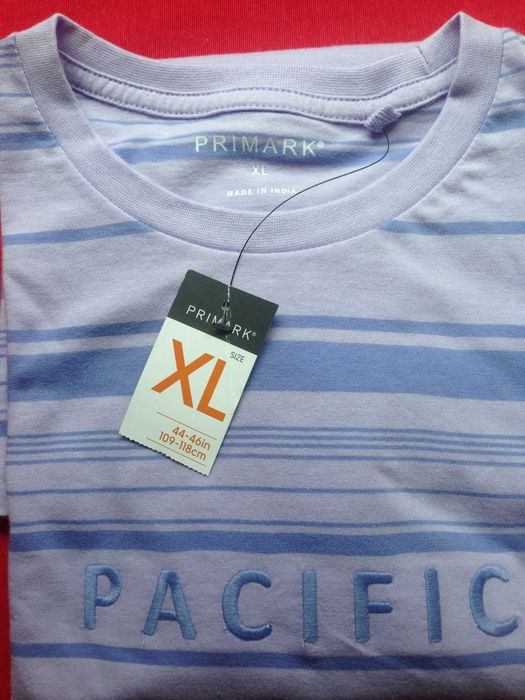 PRIMARK®
XL
MADE IN INDIA
PRIMARK®
SIZE
XL
44-46in
109-118cm
PACIFIC